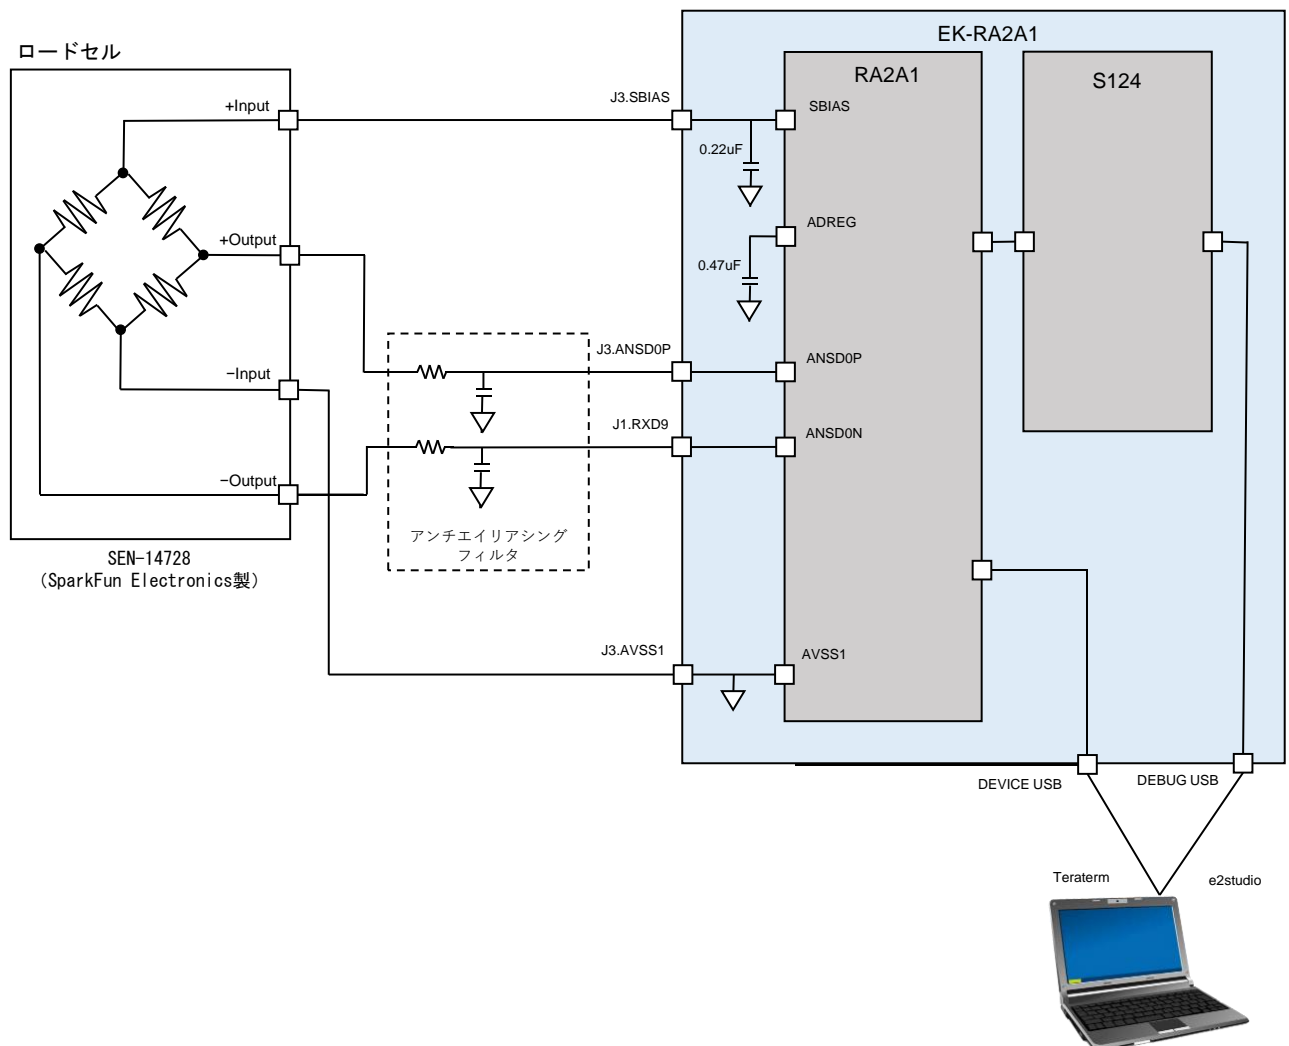 ロードセル
+Input
+Output
−Input
−Output
SEN−14728
（SparkFun Electronics製）
アンチエイリアシング
フィルタ
J3.SBIAS
J3.ANSD0P
J1.RXD9
J3.AVSS1
EK-RA2A1
RA2A1
S124
SBIAS
0.22uF
ADREG
0.47uF
ANSD0P
ANSD0N
AVSS1
DEVICE USB
DEBUG USB
Teraterm
e2studio